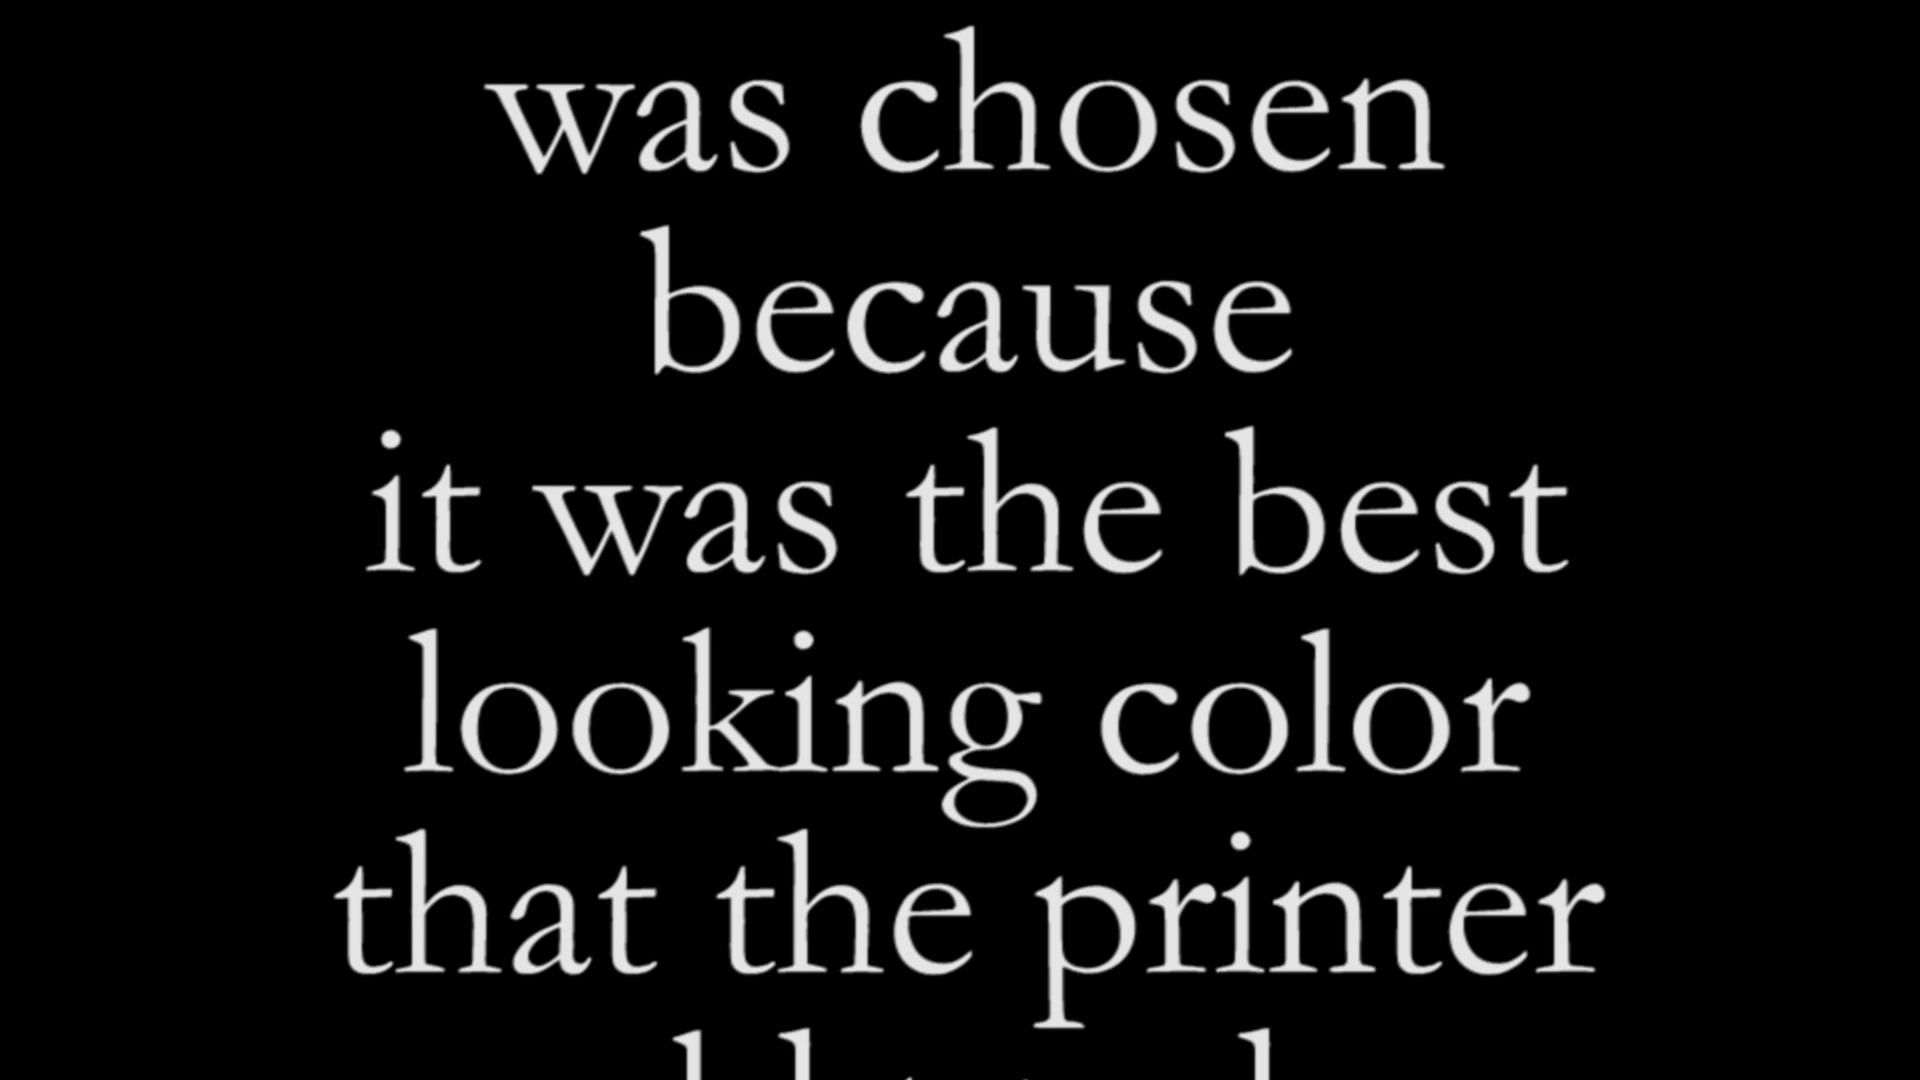 was chosen
because
it was the best
looking color
that the printer